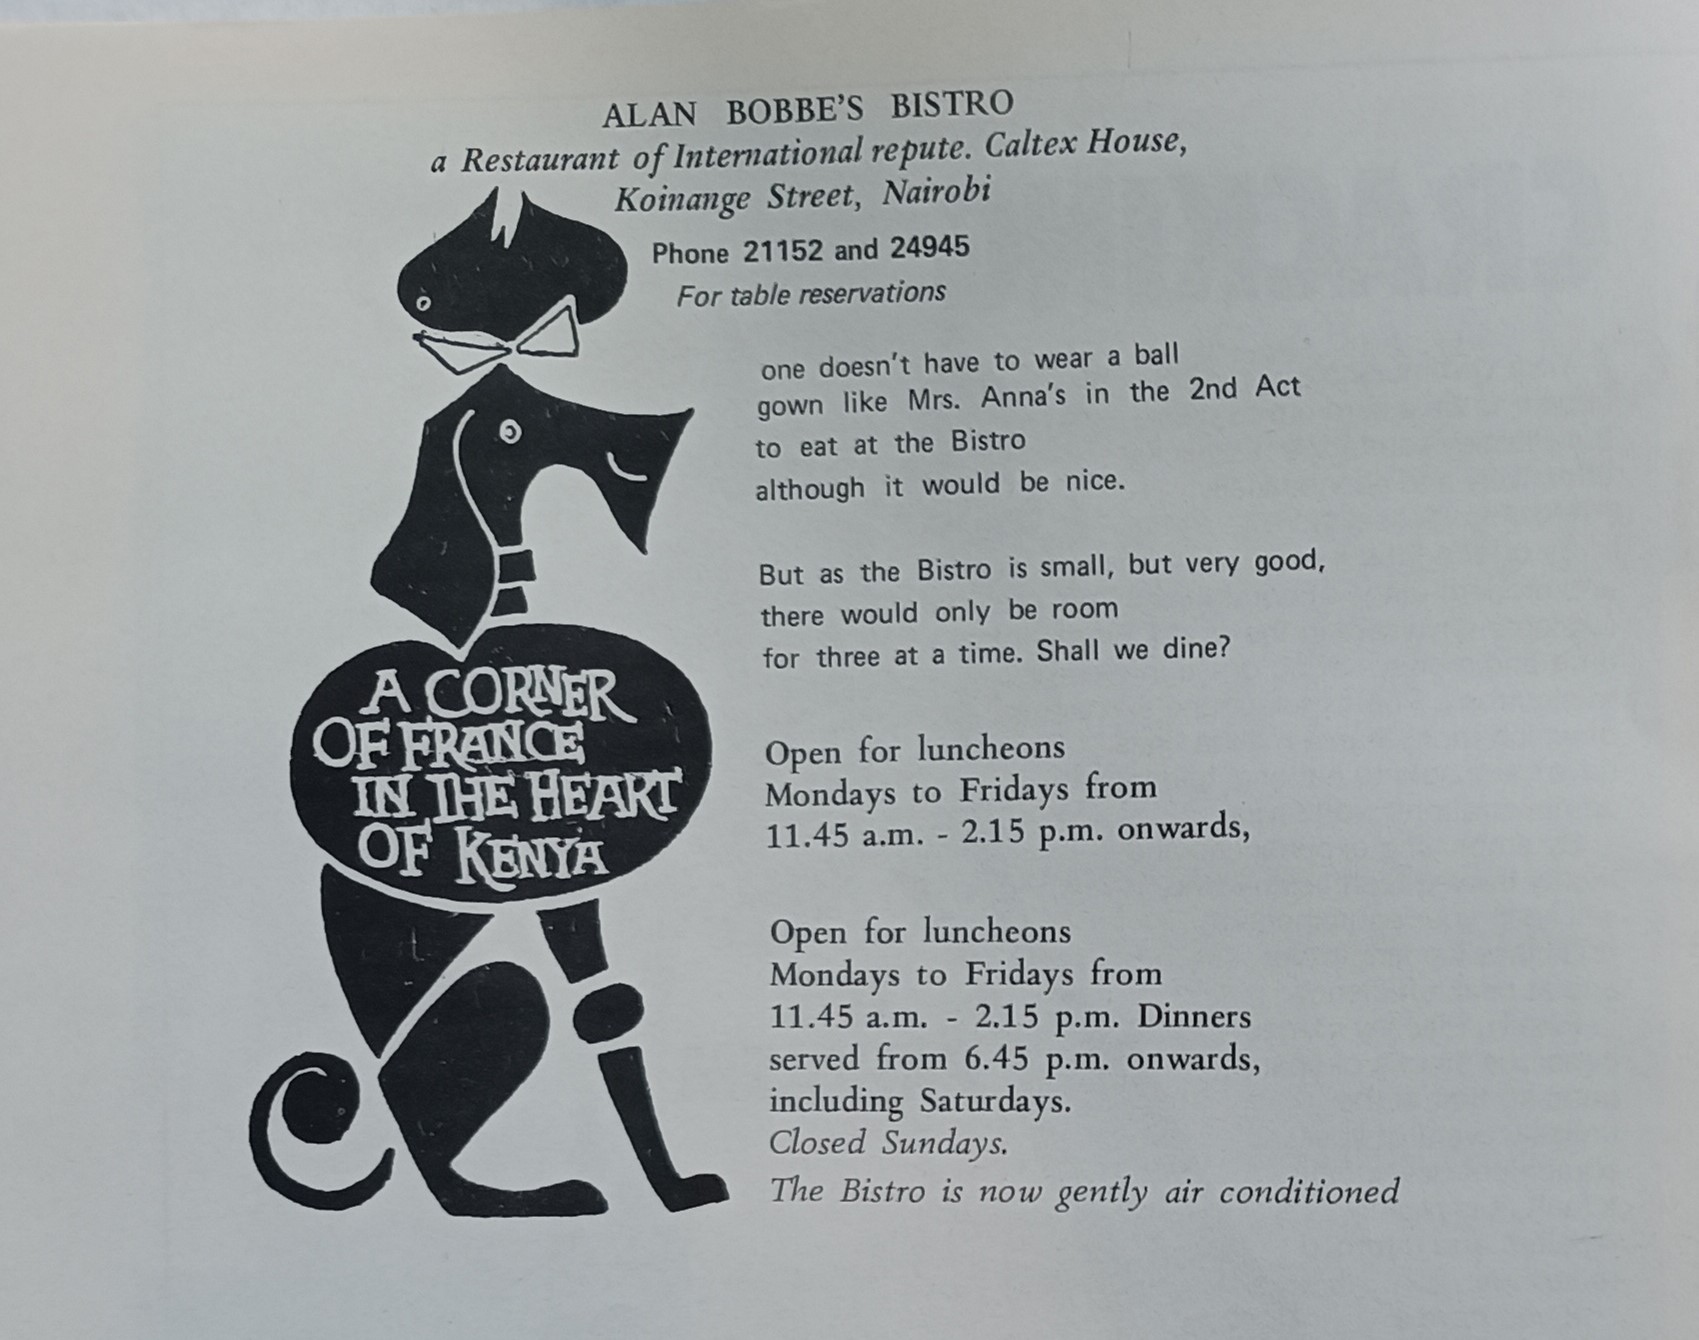 ALAN BOBBE'S BISTRO
a Restaurant of International repute. Caltex House,
Koinange Street, Nairobi
Phone 21152 and 24945
For table reservations
one doesn't have to wear a ball
gown like Mrs. Anna's in the 2nd Act
to eat at the Bistro
although it would be nice.
But as the Bistro is small, but very good,
there would only be room
for three at a time. Shall we dine?
A CORNER
OF FRANCE
IN THE HEART
OF KENYA
Open for luncheons
Mondays to Fridays from
11.45 a.m. - 2.15 p.m. onwards,
Open for luncheons
Mondays to Fridays from
11.45 a.m. - 2.15 p.m. Dinners
served from 6.45 p.m. onwards,
including Saturdays.
Closed Sundays.
The Bistro is now gently air conditioned